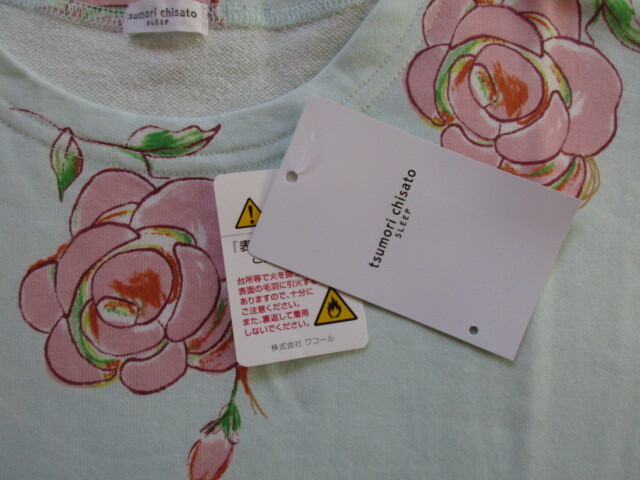 tsumori chisato
SLEEP
tsumori chisato
SLEEP
『表
台所等で火を
表面の毛羽に引火す
ありますので、十分に
ご注意ください。
また、裏返して着用
しないでください。
株式会社 ワコール